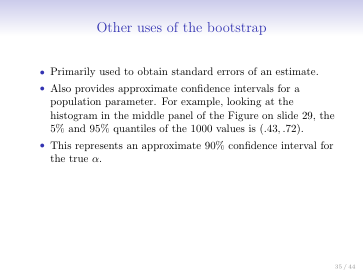 Other uses of the bootstrap
• Primarily used to obtain standard errors of an estimate.
• Also provides approximate confidence intervals for a
population parameter. For example, looking at the
histogram in the middle panel of the Figure on slide 29, the
5% and 95% quantiles of the 1000 values is (.43, .72).
• This represents an approximate 90% confidence interval for
the true α.
35 / 44